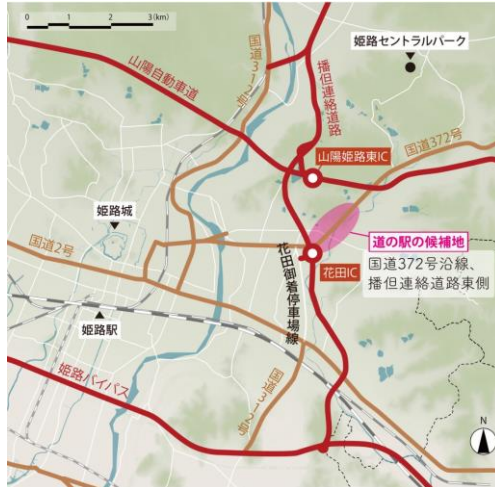 0 1 2 3(km)
国道312号
姫路セントラルパーク
山陽自動車道
播但連絡道路
国道372号
山陽姫路東IC
姫路城
道の駅の候補地
国道372号沿線、
播但連絡道路東側
国道2号
花田IC
花田御着停車場線
姫路駅
国道312号
姫路バイパス
N